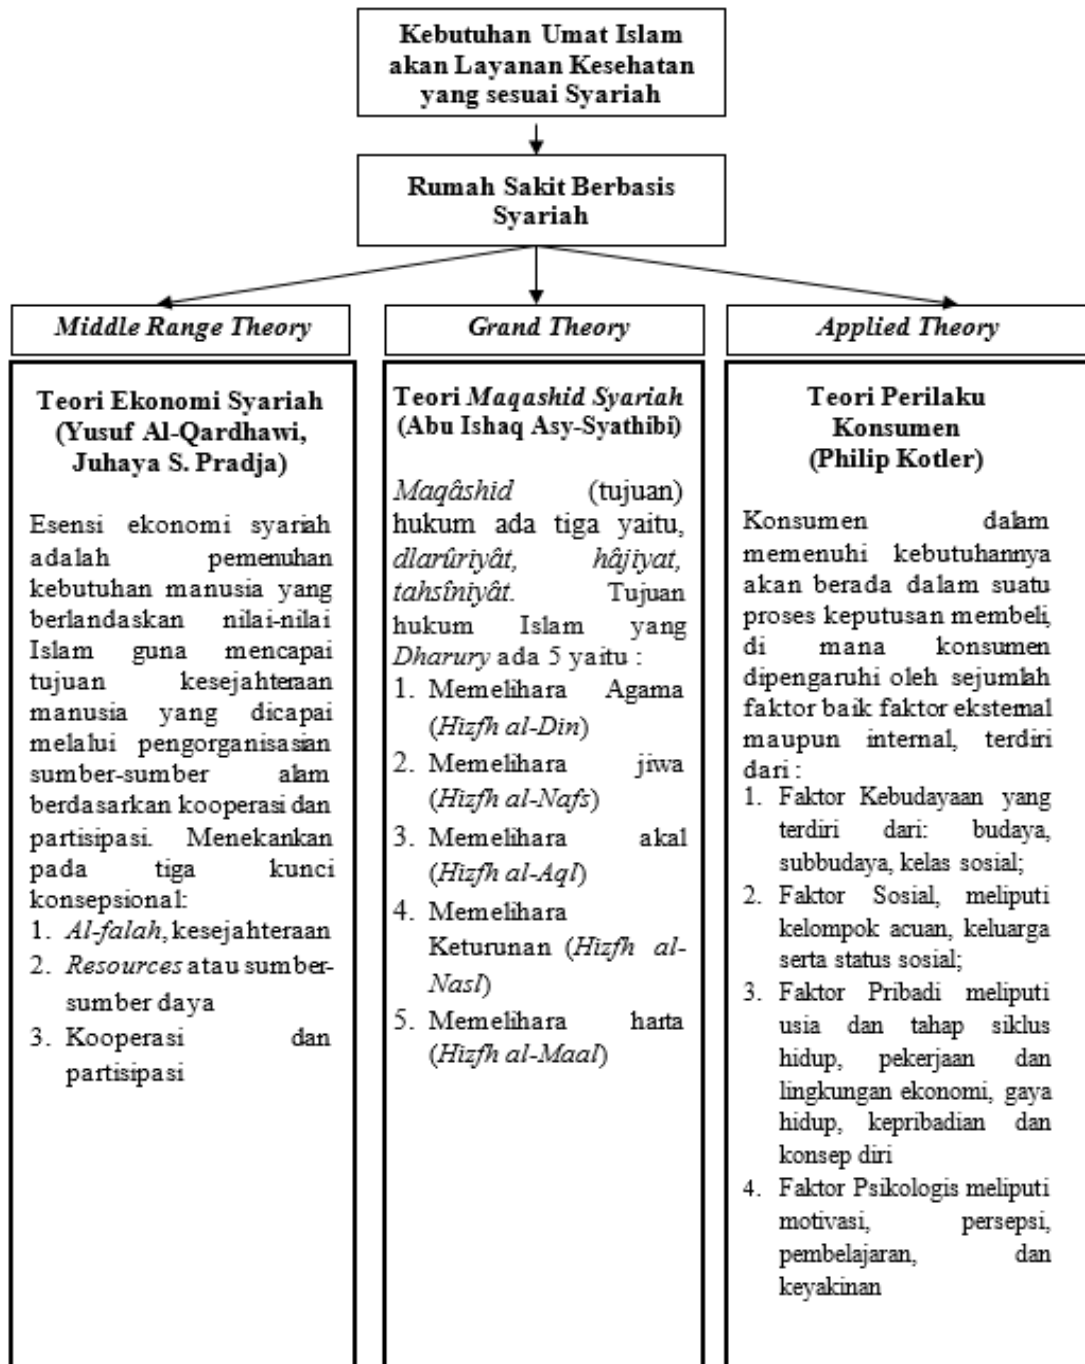 Kebutuhan Umat Islam
akan Layanan Kesehatan
yang sesuai Syariah
Rumah Sakit Berbasis
Syariah
Middle Range Theory
Teori Ekonomi Syariah
(Yusuf Al-Qardhawi,
Juhaya S. Pradja)
Esensi ekonomi syariah
adalah pemenuhan
kebutuhan manusia yang
berlandaskan nilai-nilai
Islam guna mencapai
tujuan kesejahteraan
manusia yang dicapai
melalui pengorganisasian
sumber-sumber alam
berdasarkan kooperasi dan
partisipasi. Menekankan
pada tiga kunci
konsepsional:
1. Al-falah, kesejahteraan
2. Resources atau sumber-
sumber daya
3. Kooperasi dan
partisipasi
Grand Theory
Teori Maqashid Syariah
(Abu Ishaq Asy-Syathibi)
Maqâshid (tujuan)
hukum ada tiga yaitu,
dlarûriyât, hâjiyat,
tahsîniyât. Tujuan
hukum Islam yang
Dharury ada 5 yaitu :
1. Memelihara Agama
(Hizfh al-Din)
2. Memelihara jiwa
(Hizfh al-Nafs)
3. Memelihara akal
(Hizfh al-Aql)
4. Memelihara
Keturunan (Hizfh al-
Nasl)
5. Memelihara harta
(Hizfh al-Maal)
Applied Theory
Teori Perilaku
Konsumen
(Philip Kotler)
Konsumen dalam
memenuhi kebutuhannya
akan berada dalam suatu
proses keputusan membeli,
di mana konsumen
dipengaruhi oleh sejumlah
faktor baik faktor eksternal
maupun internal, terdiri
dari :
1. Faktor Kebudayaan yang
terdiri dari: budaya,
subbudaya, kelas sosial;
2. Faktor Sosial, meliputi
kelompok acuan, keluarga
serta status sosial;
3. Faktor Pribadi meliputi
usia dan tahap siklus
hidup, pekerjaan dan
lingkungan ekonomi, gaya
hidup, kepribadian dan
konsep diri
4. Faktor Psikologis meliputi
motivasi, persepsi,
pembelajaran, dan
keyakinan